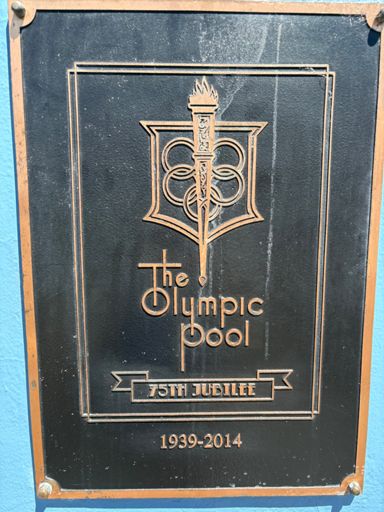 The
Olympic
Pool
75TH JUBILEE
1939-2014